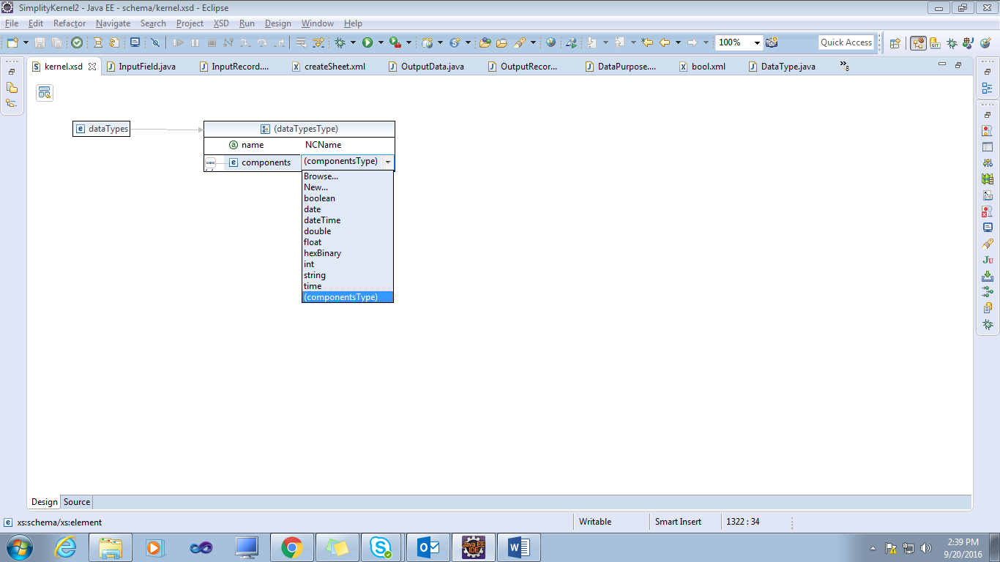 SimplityKernel2 - Java EE - schema/kernel.xsd - Eclipse
File Edit Refactor Navigate Search Project XSD Run Design Window Help
100% Quick Access
kernel.xsd InputField.java InputRecord.... createSheet.xml OutputData.java OutputRecor... DataPurpose.... bool.xml DataType.java »8
dataTypes (dataTypesType)
name NCName
components (componentsType)
Browse...
New...
boolean
date
dateTime
double
float
hexBinary
int
string
time
(componentsType)
Design Source
xs:schema/xs:element Writable Smart Insert 1322 : 34
2:39 PM
9/20/2016